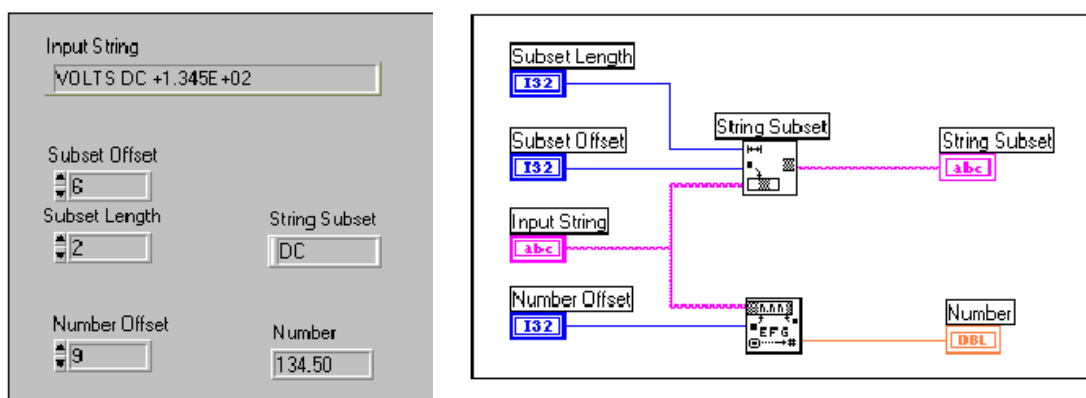 Input String
VOLTS DC +1.345E+02
Subset Offset
6
Subset Length
2
String Subset
DC
Number Offset
9
Number
134.50
Subset Length
I32
Subset Offset
I32
Input String
abc
Number Offset
I32
String Subset
String Subset
abc
n.nn
EFG
#
Number
DBL